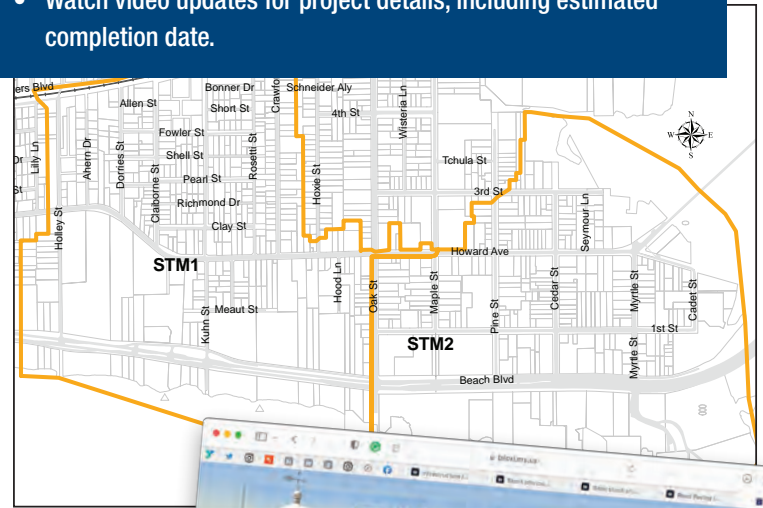 • Watch video updates for project details, including estimated
completion date.
ers Blvd
Bonner Dr
Schneider Aly
Allen St
Short St
Crawfo
4th St
Wisteria Ln
Lilly Ln
Ahern Dr
Dorries St
Fowler St
Claiborne St
Shell St
Rosetti St
Hoxie St
Tchula St
Dr
St
Pearl St
3rd St
Richmond Dr
Holley St
Clay St
Seymour Ln
Howard Ave
STM1
Hood Ln
Oak St
Maple St
Pine St
Cedar St
Myrtle St
Cadet St
Kuhn St
Meaut St
1st St
STM2
Myrtle St
Beach Blvd
N
W
E
S